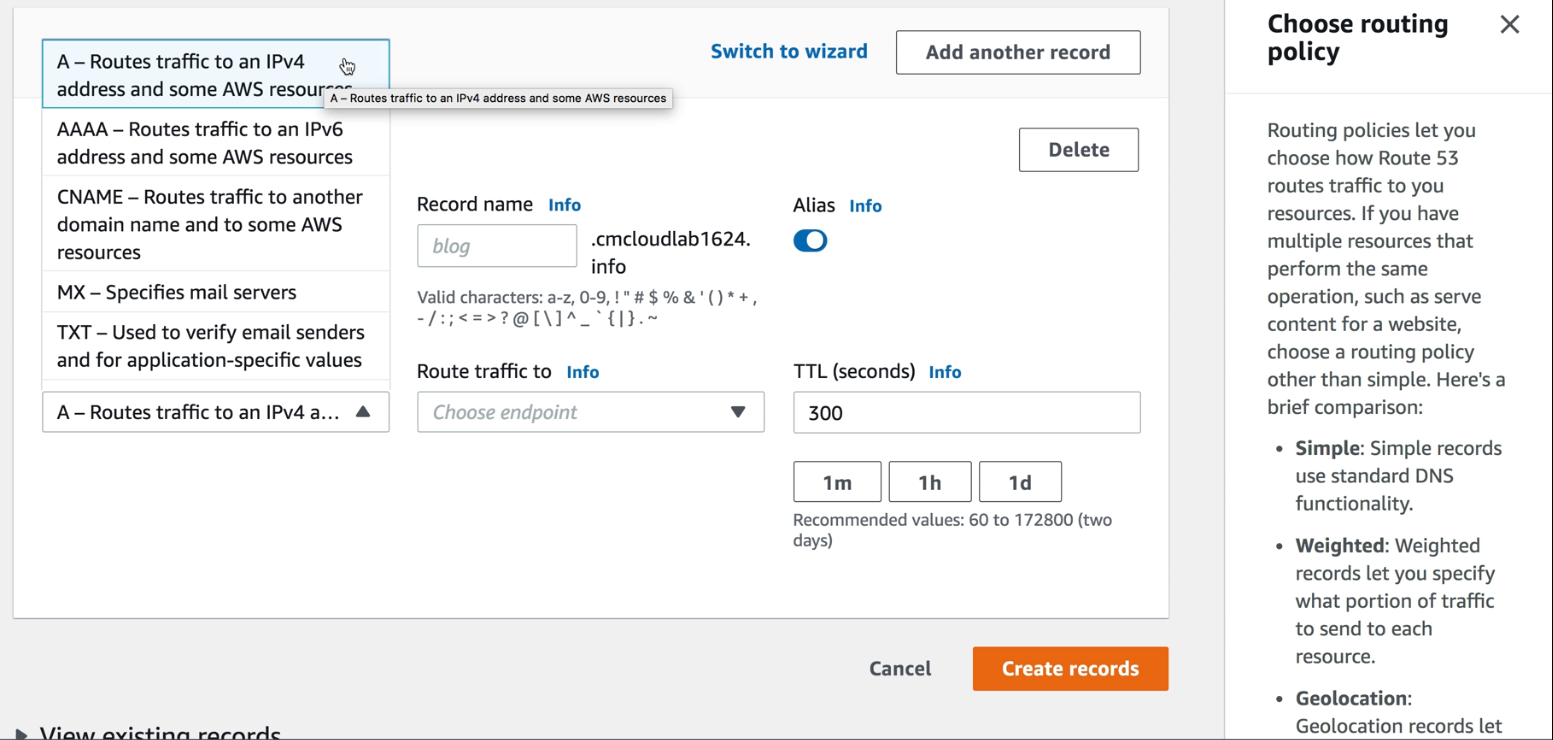 A – Routes traffic to an IPv4
address and some AWS resources
A – Routes traffic to an IPv4 address and some AWS resources
AAAA – Routes traffic to an IPv6
address and some AWS resources
CNAME – Routes traffic to another
domain name and to some AWS
resources
MX – Specifies mail servers
TXT – Used to verify email senders
and for application-specific values
A – Routes traffic to an IPv4 a...
Switch to wizard
Add another record
Delete
Record name Info
blog
.cmcloudlab1624.
info
Valid characters: a-z, 0-9, ! " # $ % & ' ( ) * + ,
- / : ; < = > ? @ [ \ ] ^ _ ` { | } . ~
Alias Info
Route traffic to Info
Choose endpoint
TTL (seconds) Info
300
1m 1h 1d
Recommended values: 60 to 172800 (two
days)
Cancel
Create records
View existing records
Choose routing
policy
Routing policies let you
choose how Route 53
routes traffic to you
resources. If you have
multiple resources that
perform the same
operation, such as serve
content for a website,
choose a routing policy
other than simple. Here's a
brief comparison:
• Simple: Simple records
use standard DNS
functionality.
• Weighted: Weighted
records let you specify
what portion of traffic
to send to each
resource.
• Geolocation:
Geolocation records let